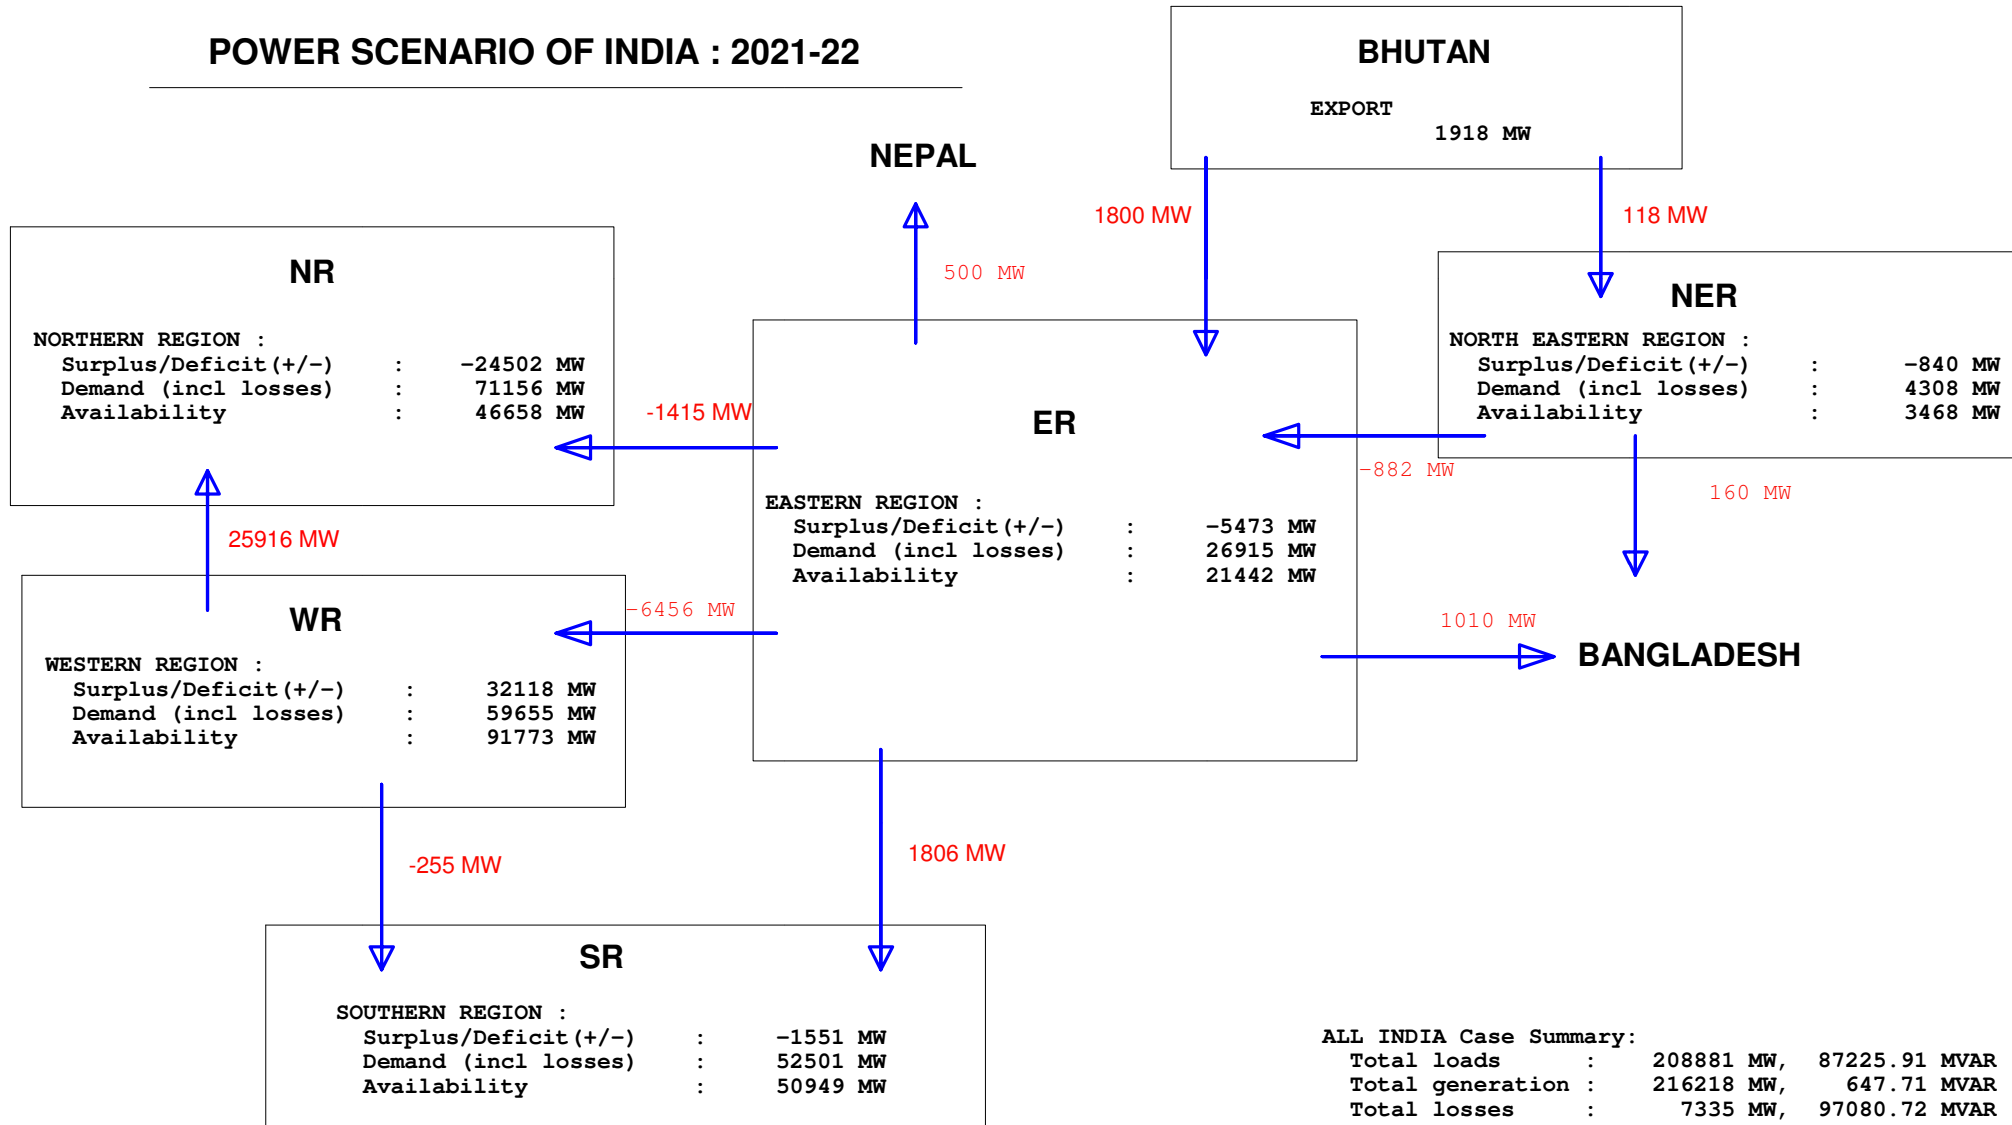 POWER SCENARIO OF INDIA : 2021-22
BHUTAN
EXPORT
1918 MW
NEPAL
1800 MW
118 MW
500 MW
NR
NORTHERN REGION :
Surplus/Deficit(+/-) : -24502 MW
Demand (incl losses) : 71156 MW
Availability : 46658 MW
NER
NORTH EASTERN REGION :
Surplus/Deficit(+/-) : -840 MW
Demand (incl losses) : 4308 MW
Availability : 3468 MW
-1415 MW
ER
EASTERN REGION :
Surplus/Deficit(+/-) : -5473 MW
Demand (incl losses) : 26915 MW
Availability : 21442 MW
-882 MW
160 MW
25916 MW
-6456 MW
1010 MW
BANGLADESH
WR
WESTERN REGION :
Surplus/Deficit(+/-) : 32118 MW
Demand (incl losses) : 59655 MW
Availability : 91773 MW
-255 MW
1806 MW
SR
SOUTHERN REGION :
Surplus/Deficit(+/-) : -1551 MW
Demand (incl losses) : 52501 MW
Availability : 50949 MW
ALL INDIA Case Summary:
Total loads : 208881 MW, 87225.91 MVAR
Total generation : 216218 MW, 647.71 MVAR
Total losses : 7335 MW, 97080.72 MVAR